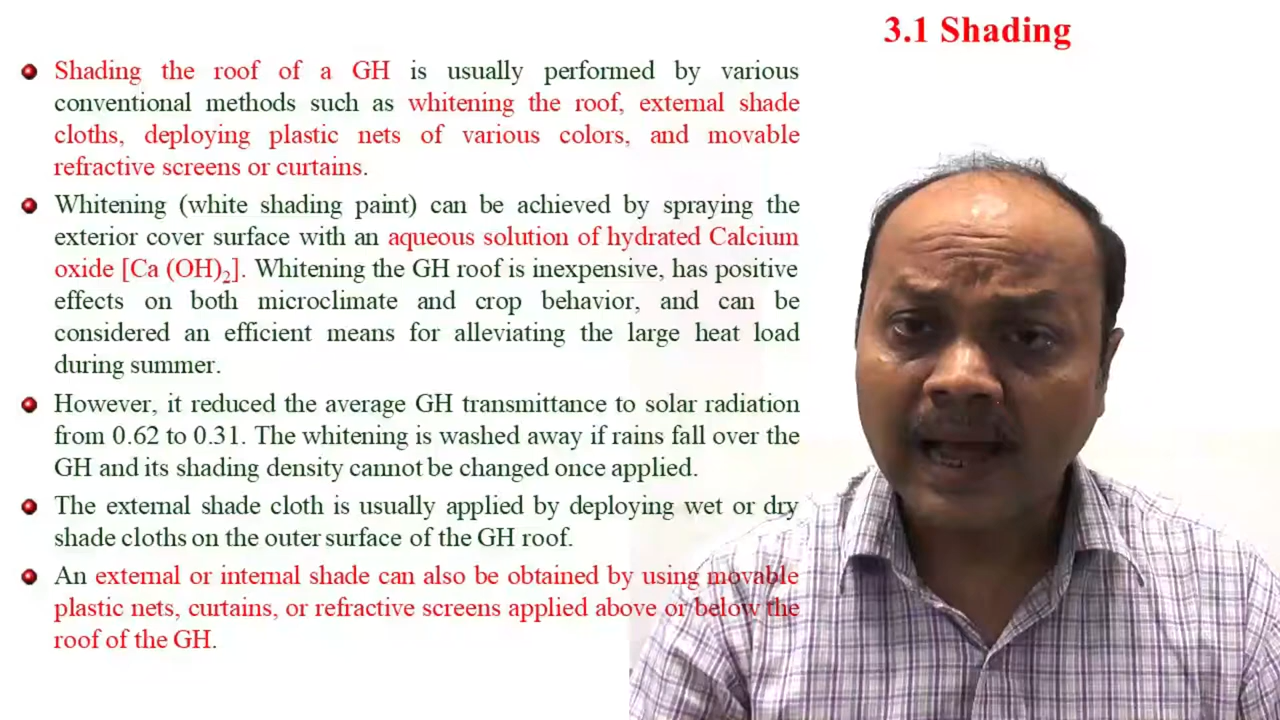 3.1 Shading
Shading the roof of a GH is usually performed by various
conventional methods such as whitening the roof, external shade
cloths, deploying plastic nets of various colors, and movable
refractive screens or curtains.
Whitening (white shading paint) can be achieved by spraying the
exterior cover surface with an aqueous solution of hydrated Calcium
oxide [Ca (OH)₂]. Whitening the GH roof is inexpensive, has positive
effects on both microclimate and crop behavior, and can be
considered an efficient means for alleviating the large heat load
during summer.
However, it reduced the average GH transmittance to solar radiation
from 0.62 to 0.31. The whitening is washed away if rains fall over the
GH and its shading density cannot be changed once applied.
The external shade cloth is usually applied by deploying wet or dry
shade cloths on the outer surface of the GH roof.
An external or internal shade can also be obtained by using movable
plastic nets, curtains, or refractive screens applied above or below the
roof of the GH.